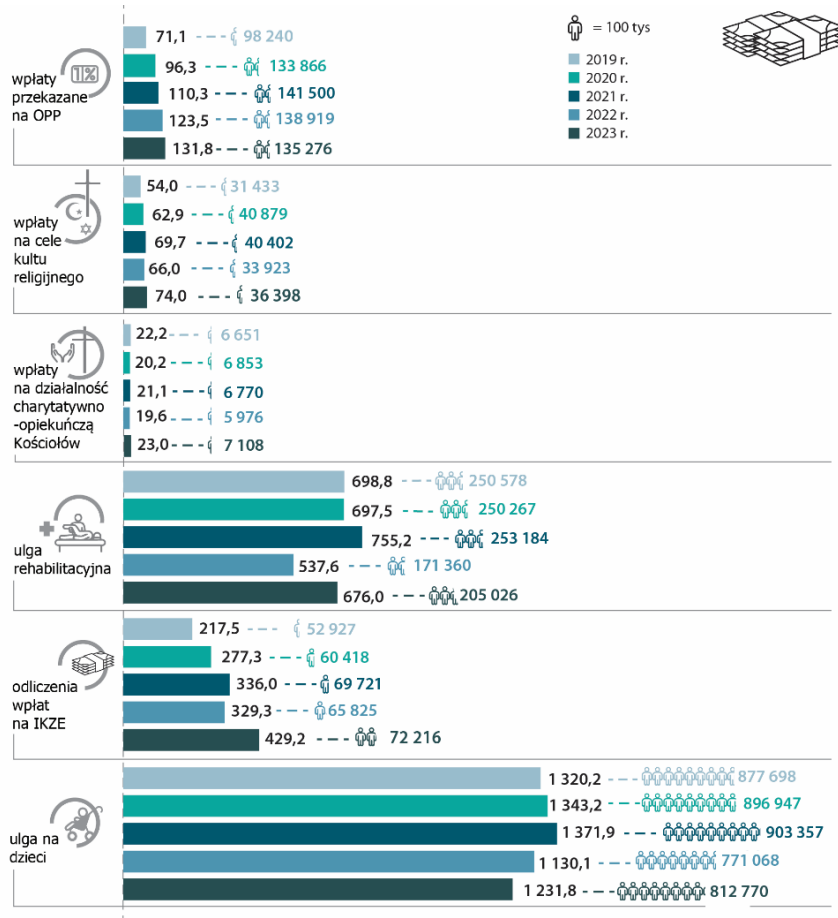 = 100 tys
2019 r.
2020 r.
2021 r.
2022 r.
2023 r.
1%
wpłaty
przekazane
na OPP
71,1 98 240
96,3 133 866
110,3 141 500
123,5 138 919
131,8 135 276
wpłaty
na cele
kultu
religijnego
54,0 31 433
62,9 40 879
69,7 40 402
66,0 33 923
74,0 36 398
wpłaty
na działalność
charytatywno
-opiekuńczą
Kościołów
22,2 6 651
20,2 6 853
21,1 6 770
19,6 5 976
23,0 7 108
ulga
rehabilitacyjna
698,8 250 578
697,5 250 267
755,2 253 184
537,6 171 360
676,0 205 026
odliczenia
wpłat
na IKZE
217,5 52 927
277,3 60 418
336,0 69 721
329,3 65 825
429,2 72 216
ulga na
dzieci
1 320,2 877 698
1 343,2 896 947
1 371,9 903 357
1 130,1 771 068
1 231,8 812 770